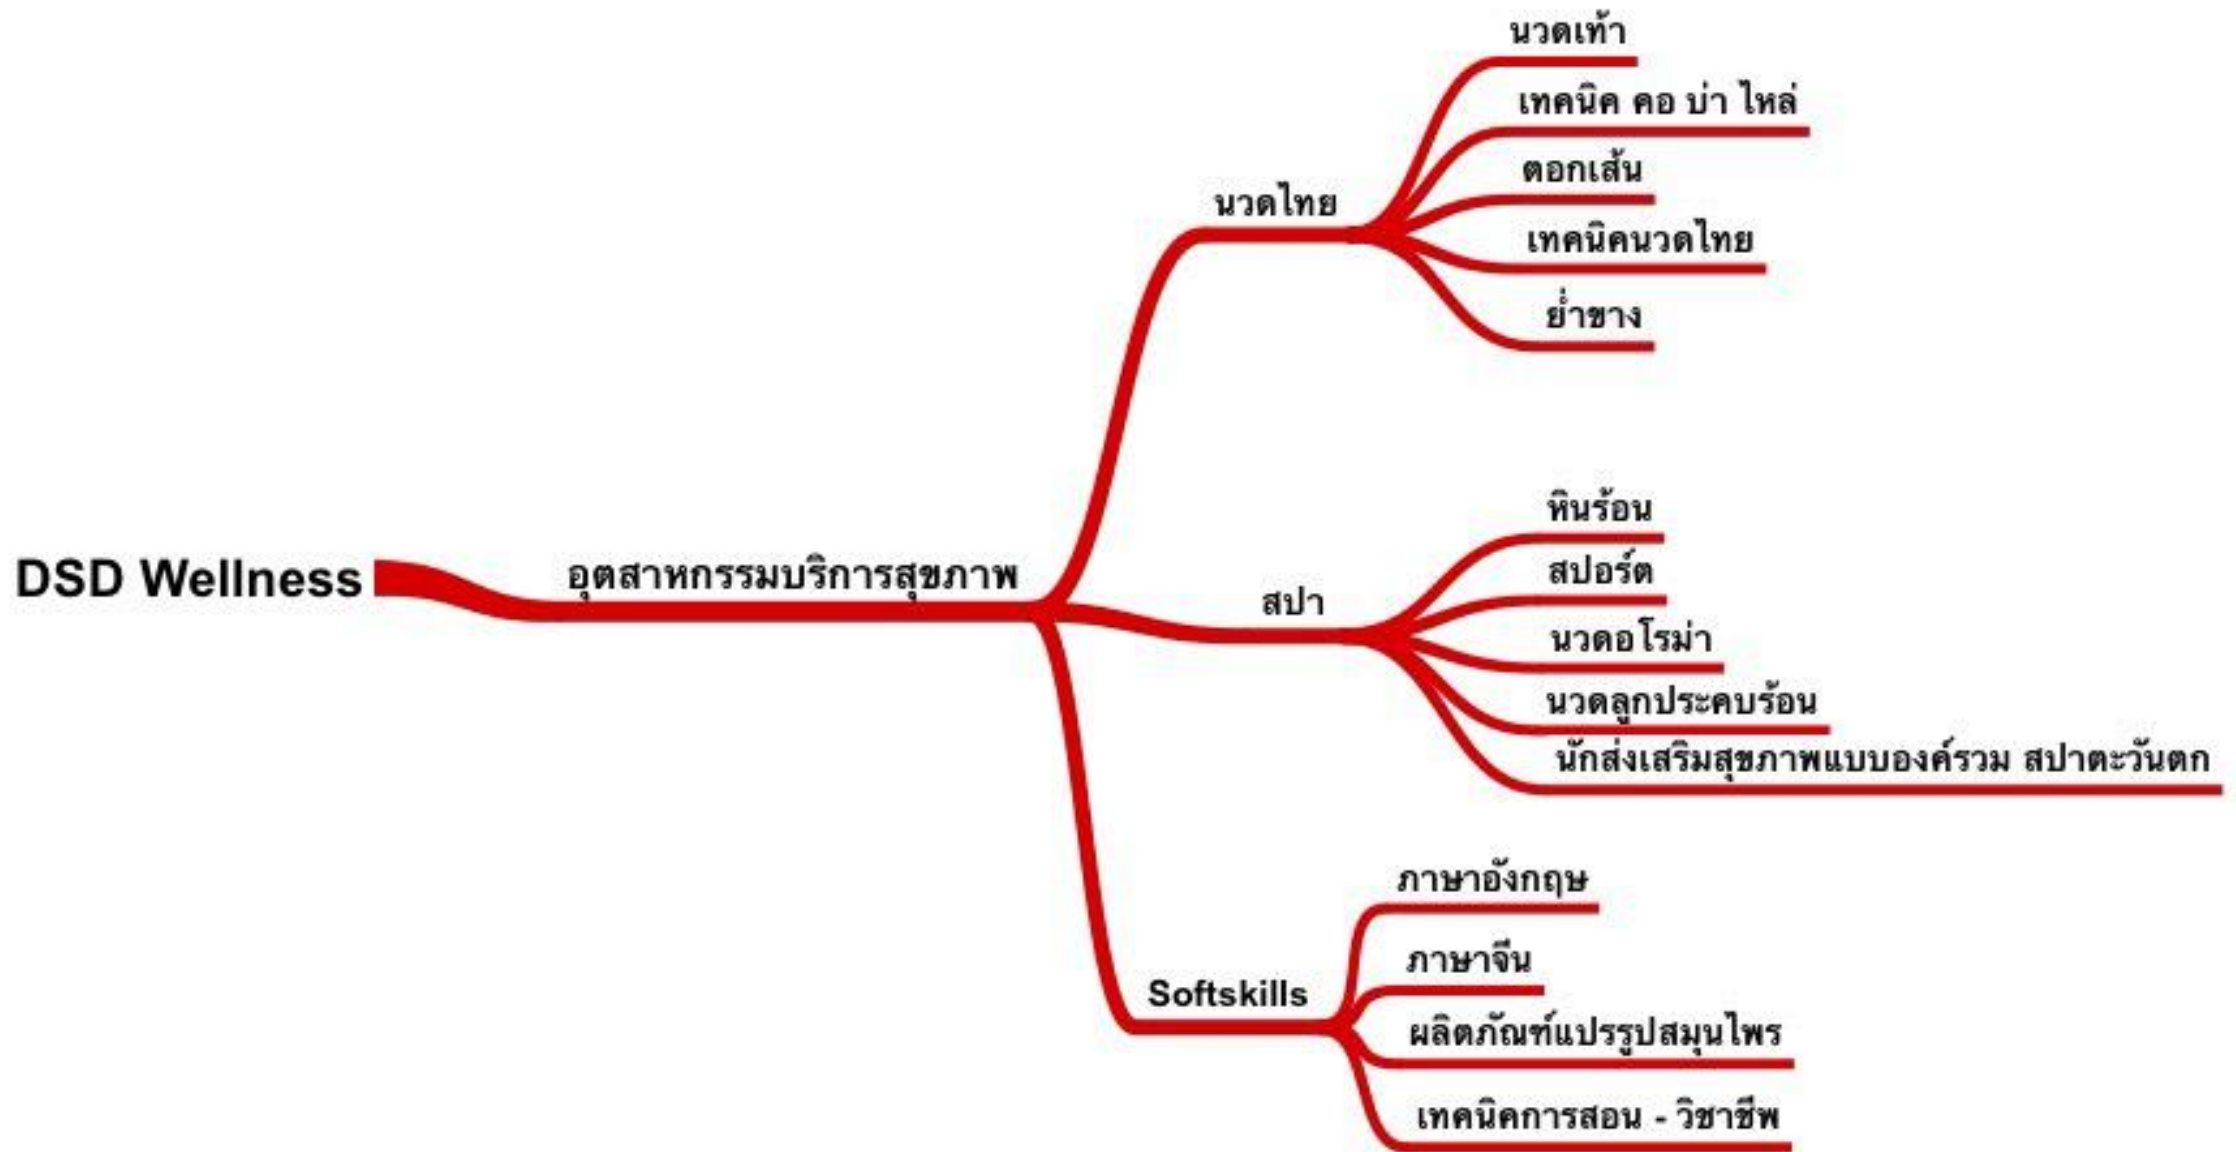 DSD Wellness
อุตสาหกรรมบริการสุขภาพ
นวดไทย
นวดเท้า
เทคนิค คอ บ่า ไหล่
ตอกเส้น
เทคนิคนวดไทย
ย่ำขาง
สปา
หินร้อน
สปอร์ต
นวดอโรม่า
นวดลูกประคบร้อน
นักส่งเสริมสุขภาพแบบองค์รวม สปาตะวันตก
Softskills
ภาษาอังกฤษ
ภาษาจีน
ผลิตภัณฑ์แปรรูปสมุนไพร
เทคนิคการสอน - วิชาชีพ